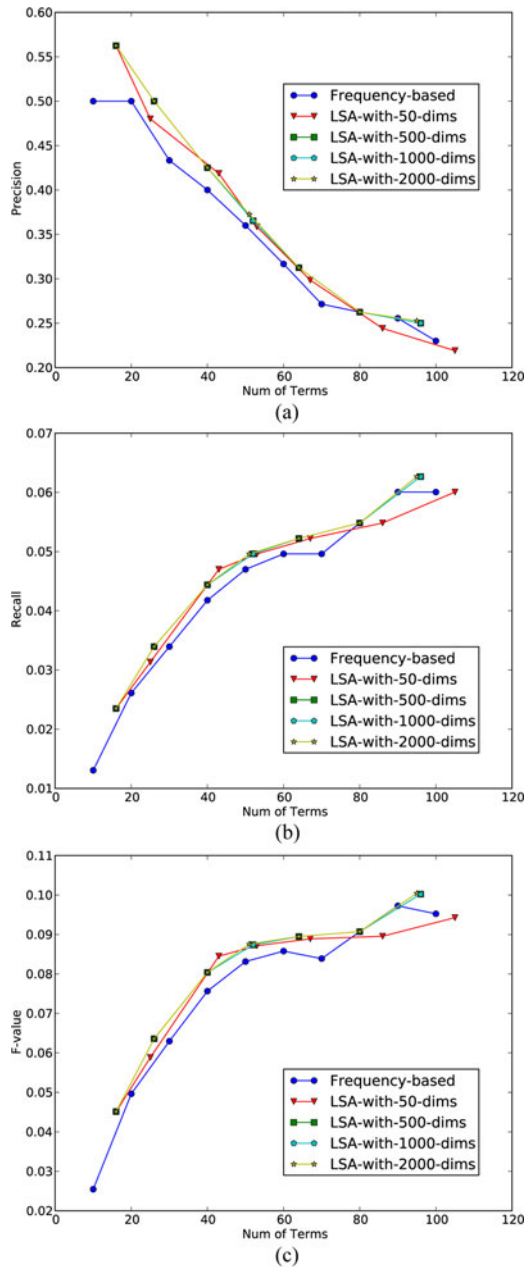 0.60
0.55
0.50
0.45
0.40
0.35
0.30
0.25
0.20
Precision
Frequency-based
LSA-with-50-dims
LSA-with-500-dims
LSA-with-1000-dims
LSA-with-2000-dims
0 20 40 60 80 100 120
Num of Terms
(a)
0.07
0.06
0.05
0.04
0.03
0.02
0.01
Recall
Frequency-based
LSA-with-50-dims
LSA-with-500-dims
LSA-with-1000-dims
LSA-with-2000-dims
0 20 40 60 80 100 120
Num of Terms
(b)
0.11
0.10
0.09
0.08
0.07
0.06
0.05
0.04
0.03
0.02
F-value
Frequency-based
LSA-with-50-dims
LSA-with-500-dims
LSA-with-1000-dims
LSA-with-2000-dims
0 20 40 60 80 100 120
Num of Terms
(c)